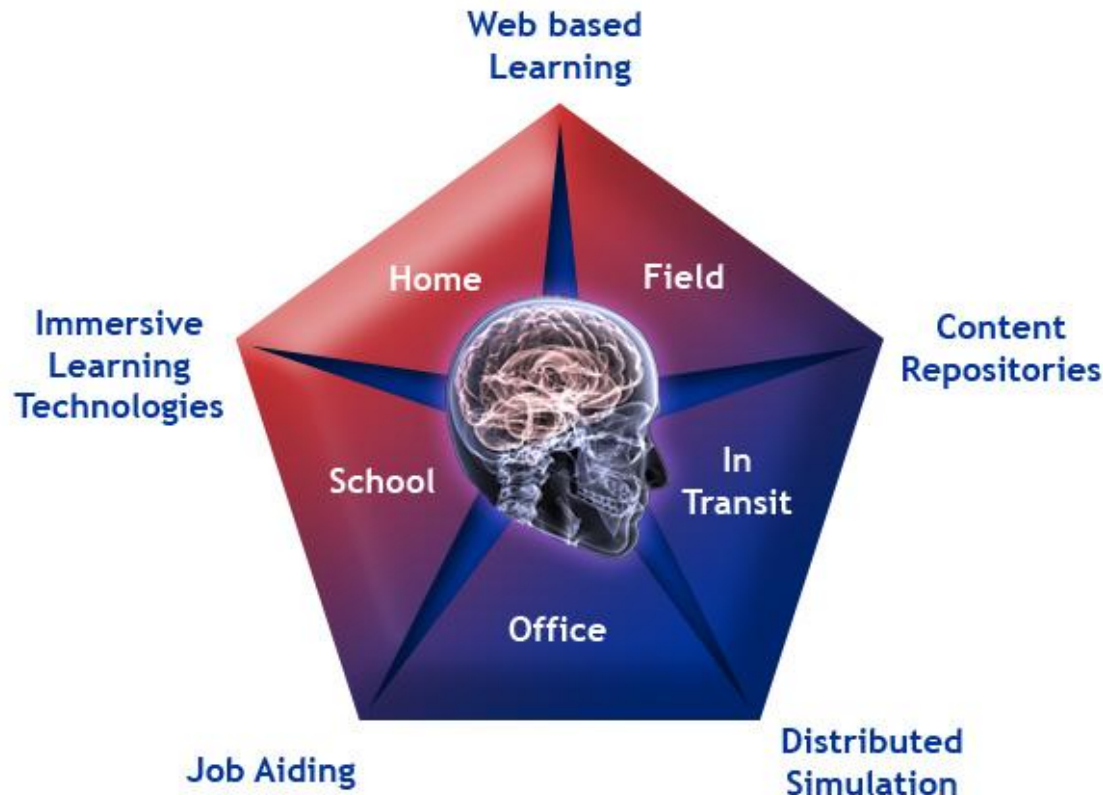 Web based
Learning
Home
Field
Immersive
Learning
Technologies
Content
Repositories
School
In
Transit
Office
Job Aiding
Distributed
Simulation